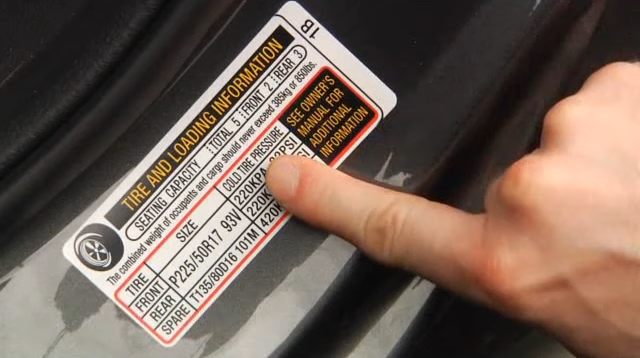 1B
TIRE AND LOADING INFORMATION
SEATING CAPACITY TOTAL 5 FRONT 2 REAR 3
The combined weight of occupants and cargo should never exceed 385kg or 850lbs.
TIRE SIZE COLD TIRE PRESSURE
FRONT P225/50R17 93V 220KPA PSI
REAR 220
SPARE T135/80D16 101M 420
SEE OWNER'S
MANUAL FOR
ADDITIONAL
INFORMATION